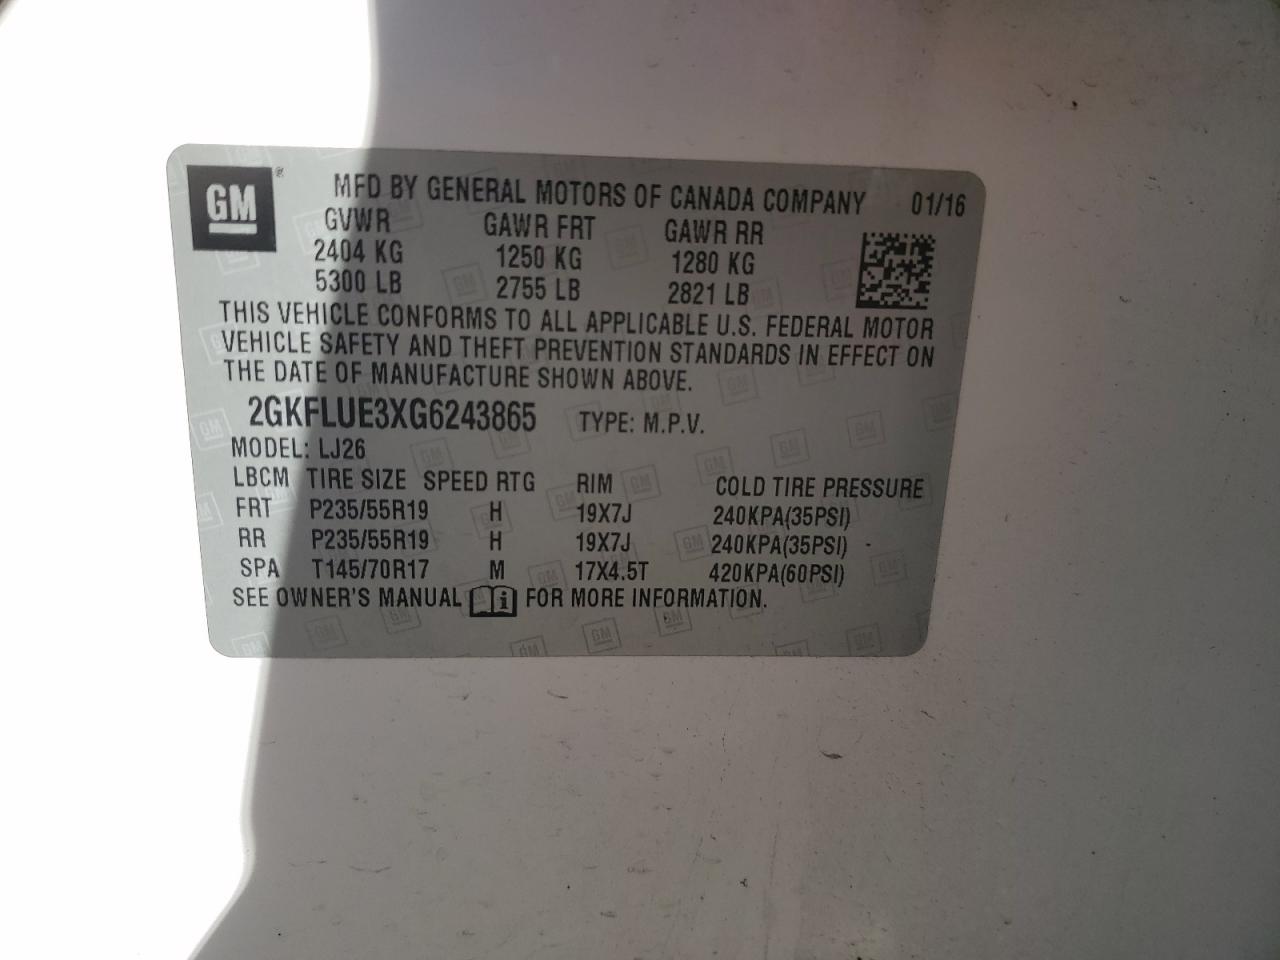 GM ® MFD BY GENERAL MOTORS OF CANADA COMPANY 01/16
GVWR GAWR FRT GAWR RR
2404 KG 1250 KG 1280 KG
5300 LB 2755 LB 2821 LB
THIS VEHICLE CONFORMS TO ALL APPLICABLE U.S. FEDERAL MOTOR
VEHICLE SAFETY AND THEFT PREVENTION STANDARDS IN EFFECT ON
THE DATE OF MANUFACTURE SHOWN ABOVE.
2GKFLUE3XG6243865 TYPE: M.P.V.
MODEL: LJ26
LBCM TIRE SIZE SPEED RTG RIM COLD TIRE PRESSURE
FRT P235/55R19 H 19X7J 240KPA(35PSI)
RR P235/55R19 H 19X7J 240KPA(35PSI) -
SPA T145/70R17 M 17X4.5T 420KPA(60PSI)
SEE OWNER'S MANUAL i FOR MORE INFORMATION.